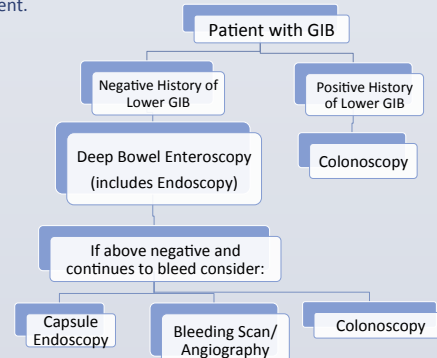 ent.
Patient with GIB
Negative History of
Lower GIB
Positive History
of Lower GIB
Deep Bowel Enteroscopy
(includes Endoscopy)
Colonoscopy
If above negative and
continues to bleed consider:
Capsule
Endoscopy
Bleeding Scan/
Angiography
Colonoscopy